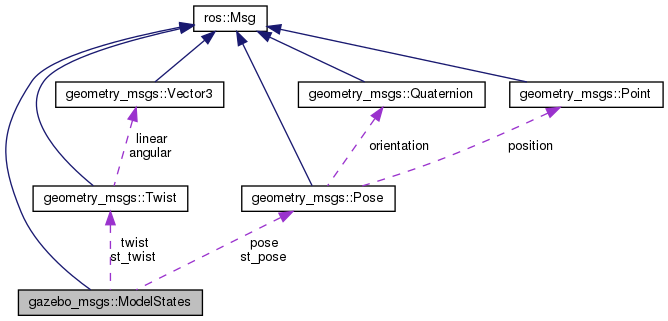 ros::Msg
geometry_msgs::Vector3
geometry_msgs::Quaternion
geometry_msgs::Point
linear
angular
orientation
position
geometry_msgs::Twist
geometry_msgs::Pose
twist
st_twist
pose
st_pose
gazebo_msgs::ModelStates